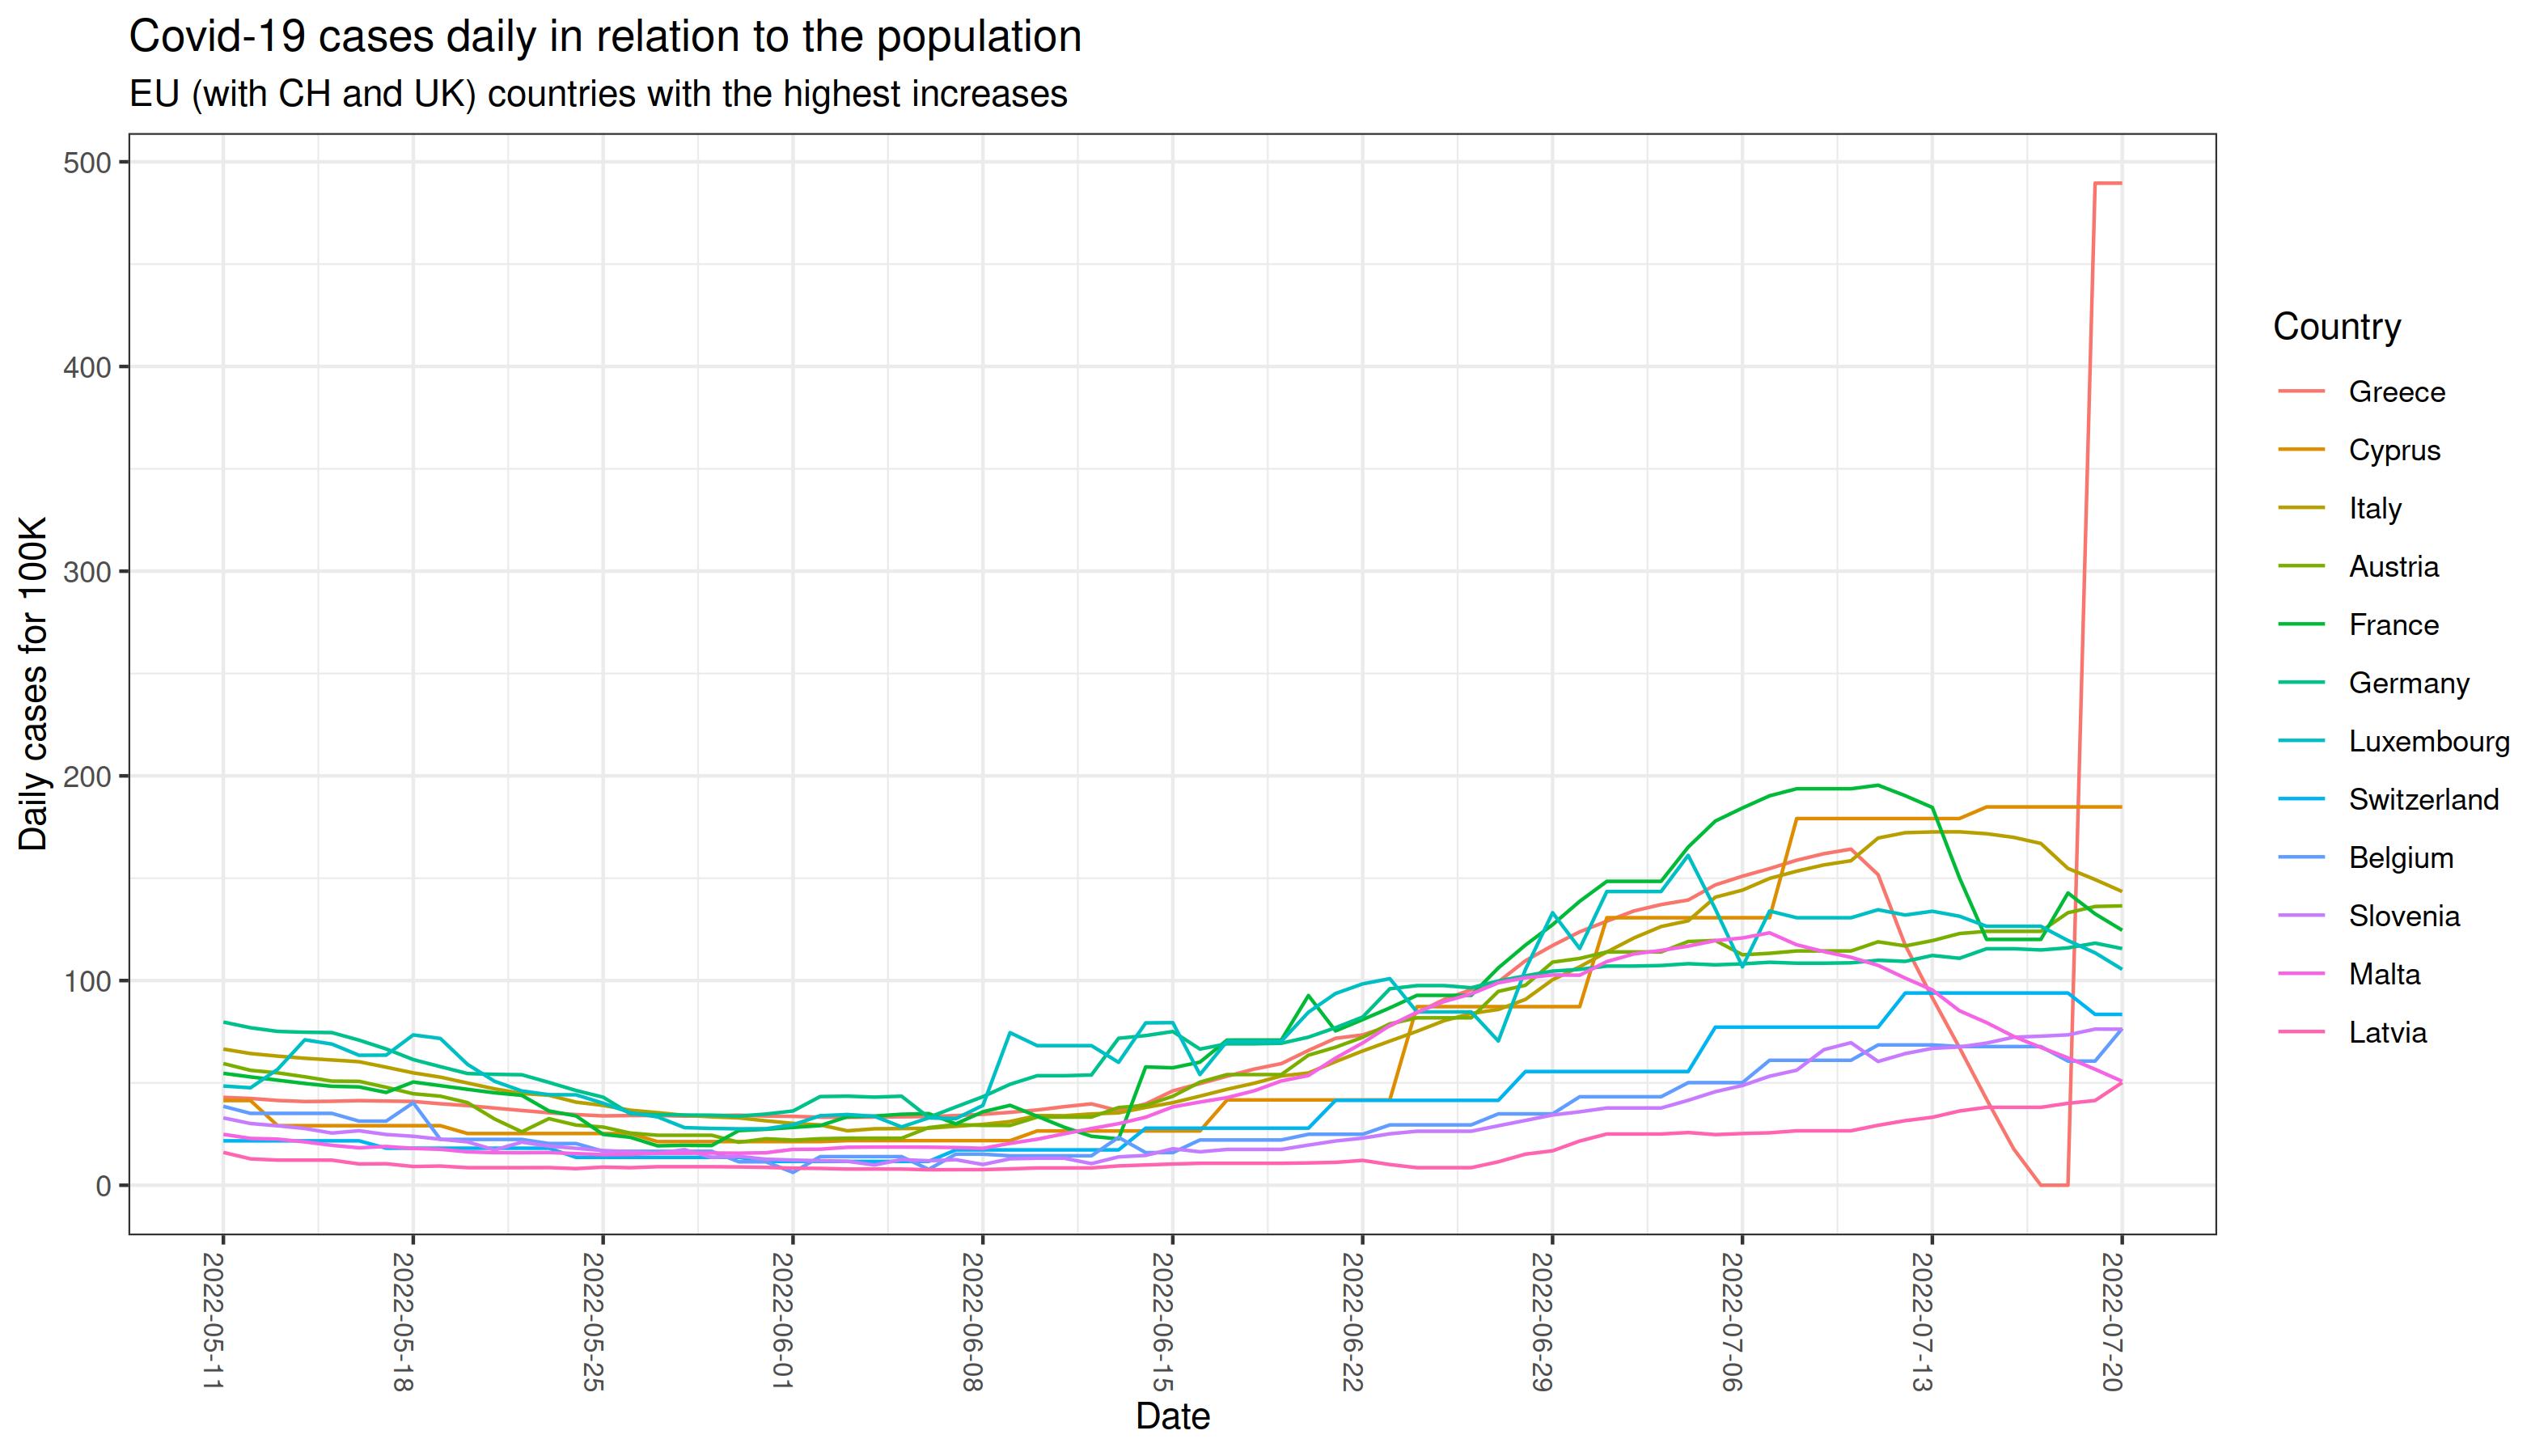 Covid-19 cases daily in relation to the population
EU (with CH and UK) countries with the highest increases
Daily cases for 100K
500
400
300
200
100
0
2022-05-11
2022-05-18
2022-05-25
2022-06-01
2022-06-08
2022-06-15
2022-06-22
2022-06-29
2022-07-06
2022-07-13
2022-07-20
Date
Country
Greece
Cyprus
Italy
Austria
France
Germany
Luxembourg
Switzerland
Belgium
Slovenia
Malta
Latvia